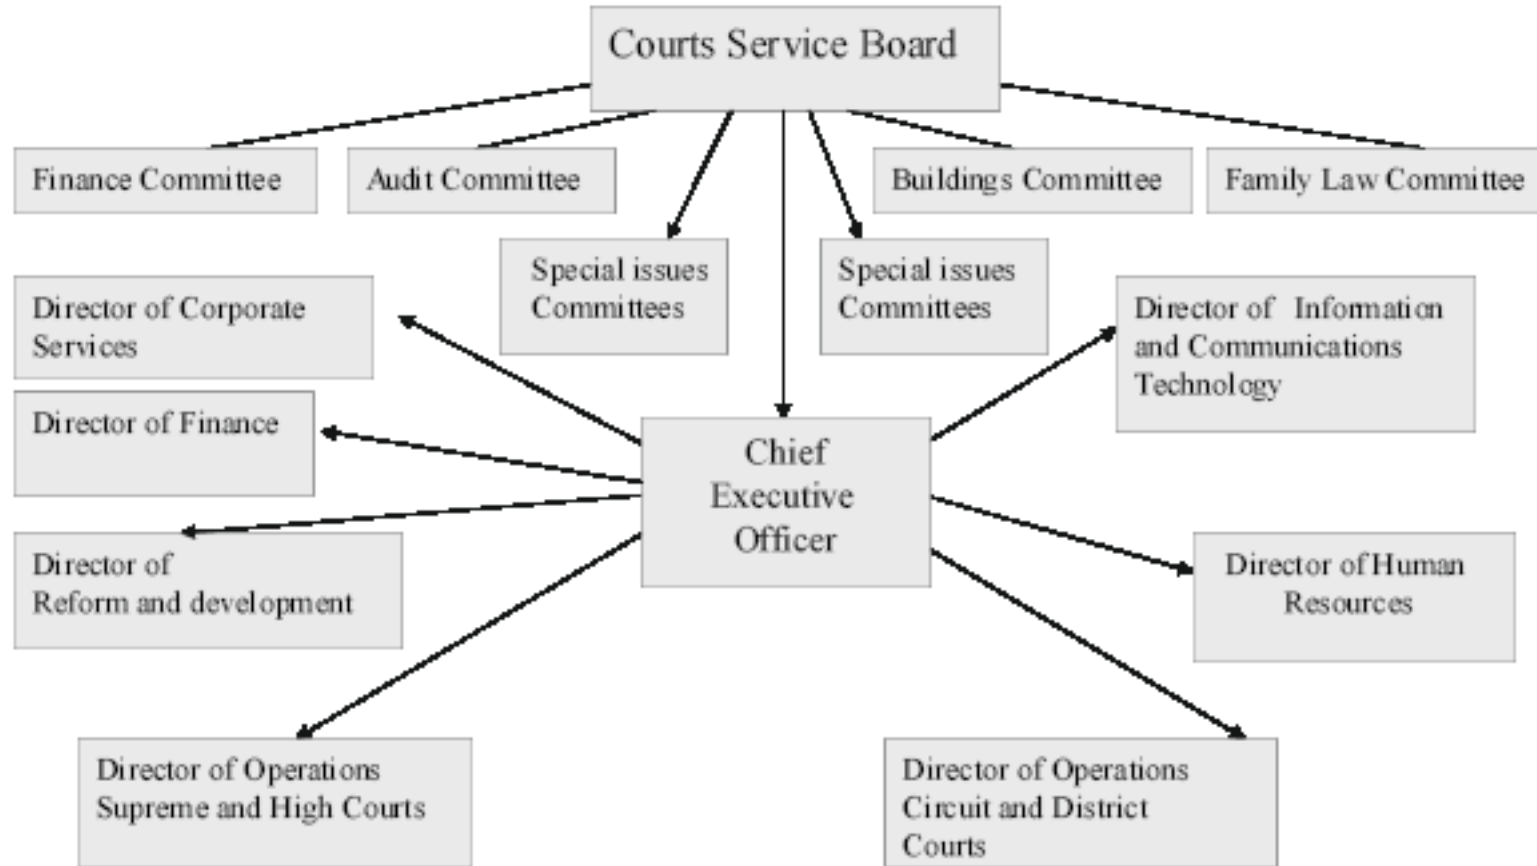 Courts Service Board
Finance Committee
Audit Committee
Buildings Committee
Family Law Committee
Special issues
Committees
Special issues
Committees
Director of Corporate
Services
Director of Information
and Communications
Technology
Director of Finance
Chief
Executive
Officer
Director of
Reform and development
Director of Human
Resources
Director of Operations
Supreme and High Courts
Director of Operations
Circuit and District
Courts